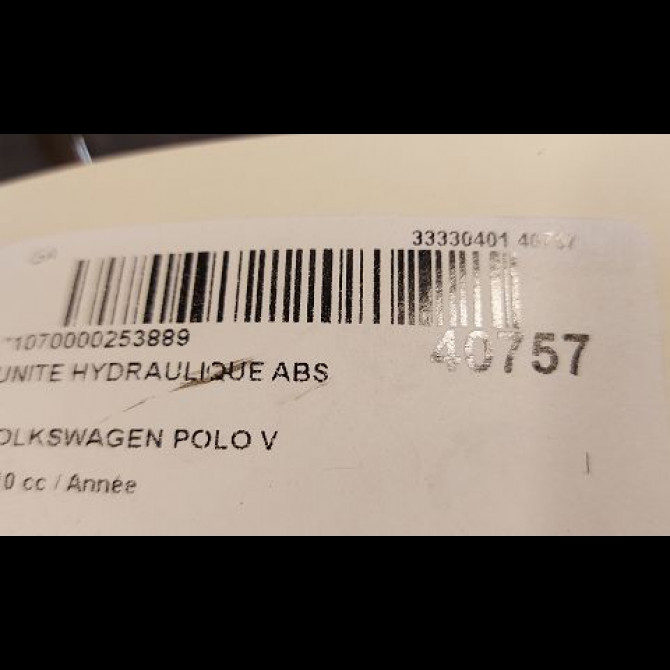 33330401 40757
*1070000253889
40757
UNITE HYDRAULIQUE ABS
OLKSWAGEN POLO V
0 cc / Année